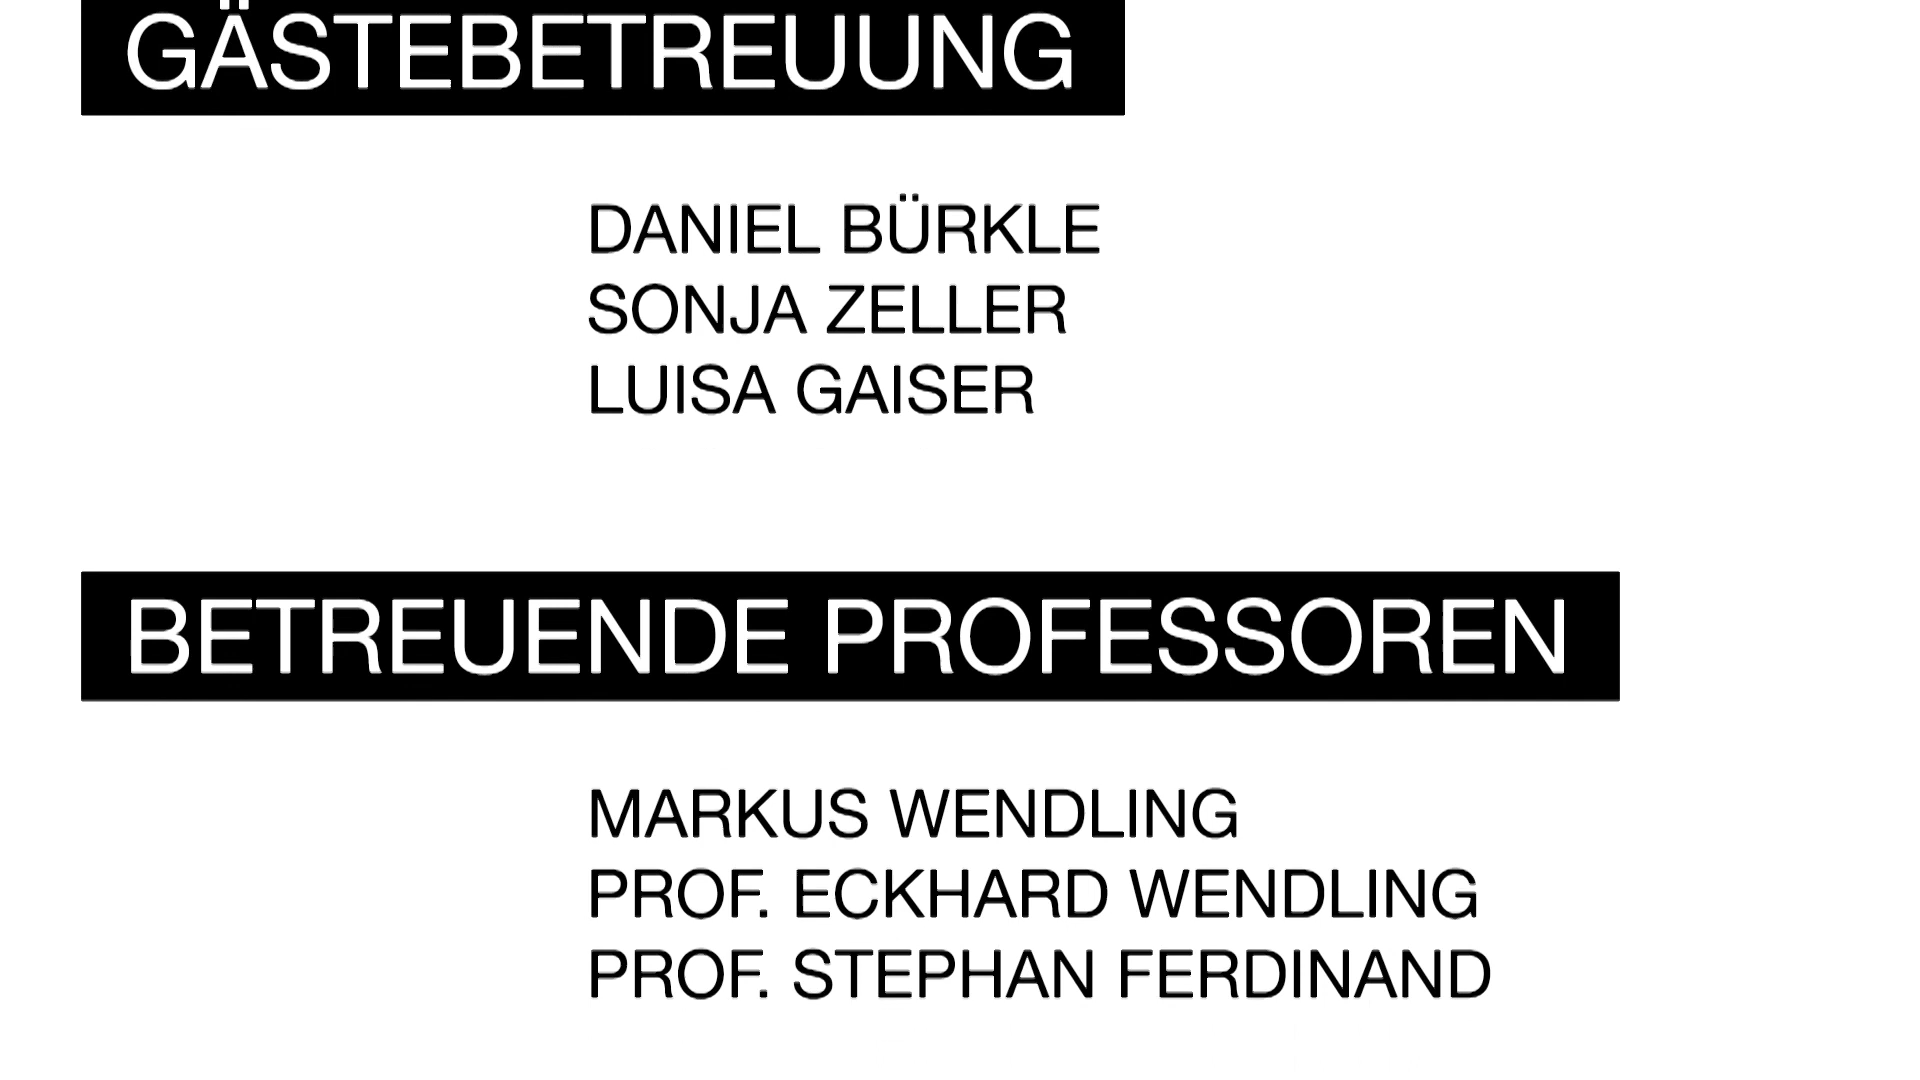 GÄSTEBETREUUNG
DANIEL BÜRKLE
SONJA ZELLER
LUISA GAISER
BETREUENDE PROFESSOREN
MARKUS WENDLING
PROF. ECKHARD WENDLING
PROF. STEPHAN FERDINAND